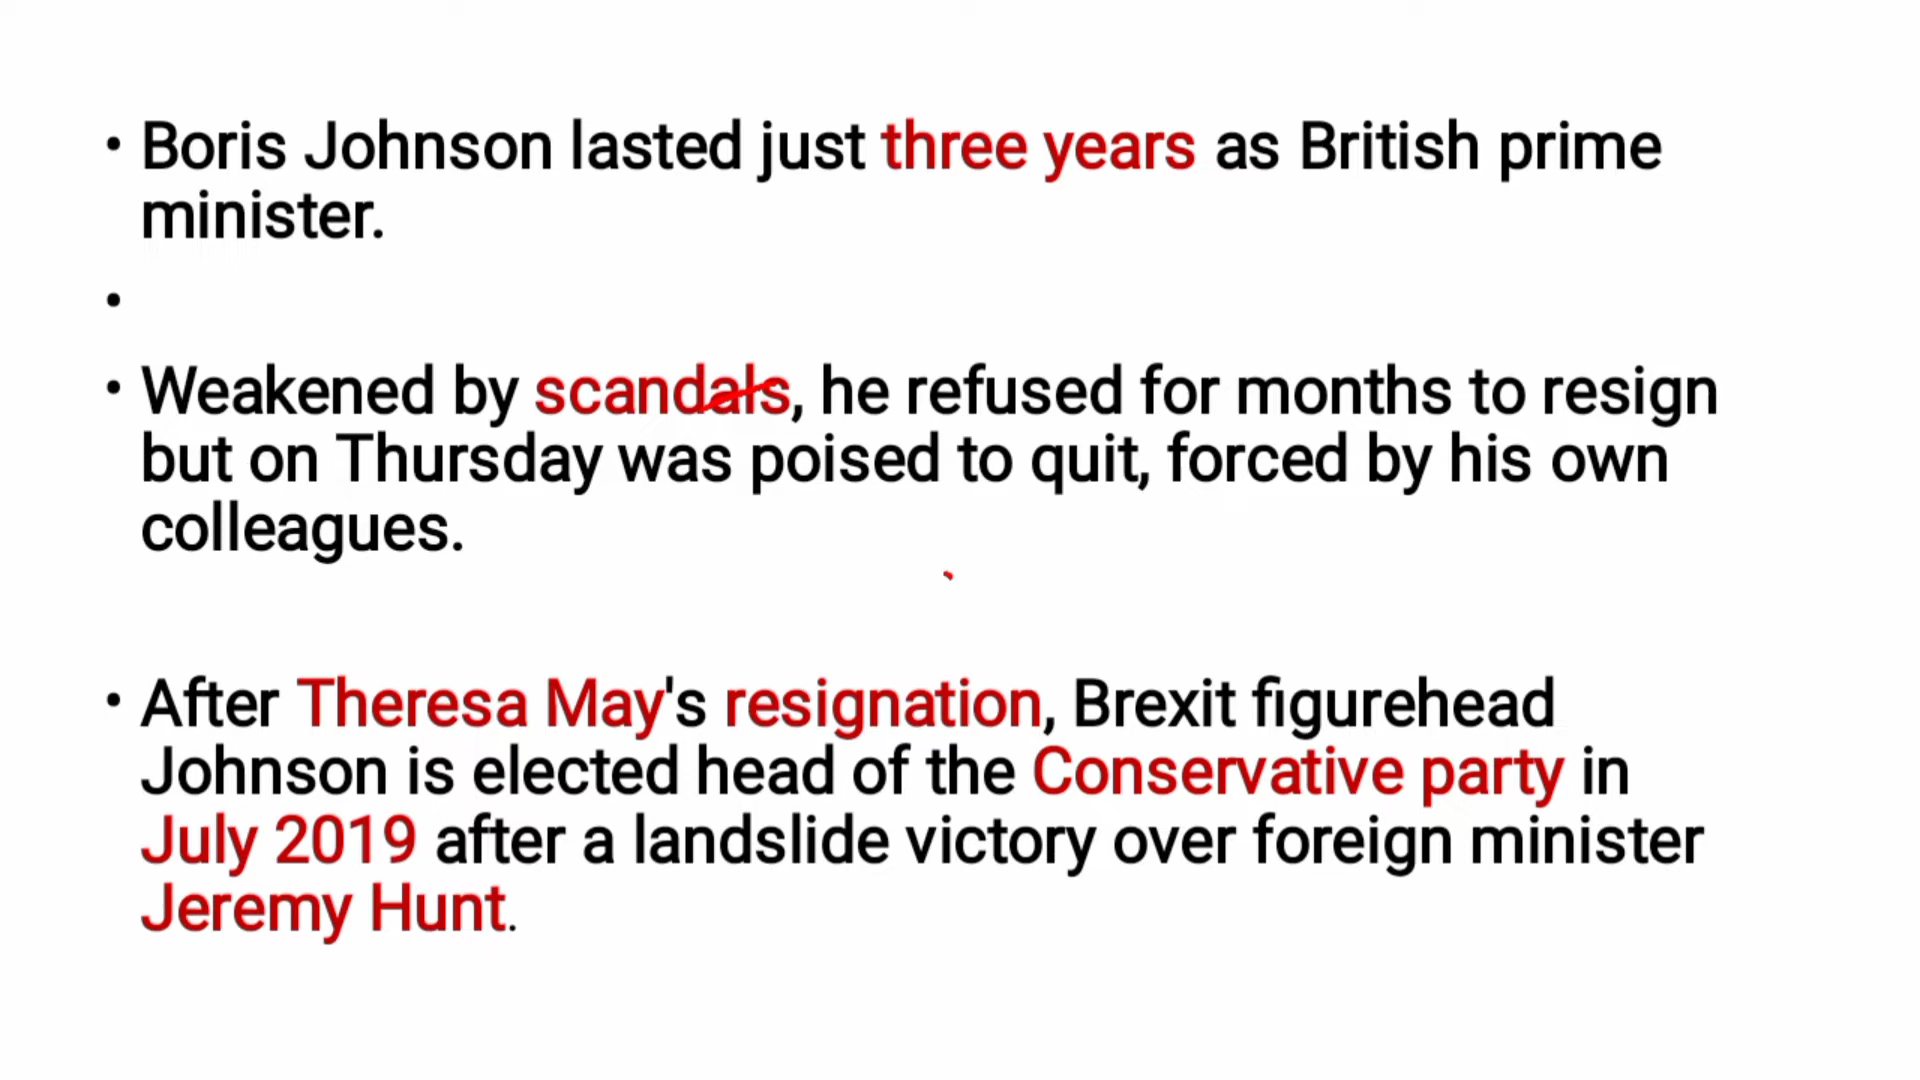 • Boris Johnson lasted just three years as British prime
minister.
•
• Weakened by scandals, he refused for months to resign
but on Thursday was poised to quit, forced by his own
colleagues.
• After Theresa May's resignation, Brexit figurehead
Johnson is elected head of the Conservative party in
July 2019 after a landslide victory over foreign minister
Jeremy Hunt.